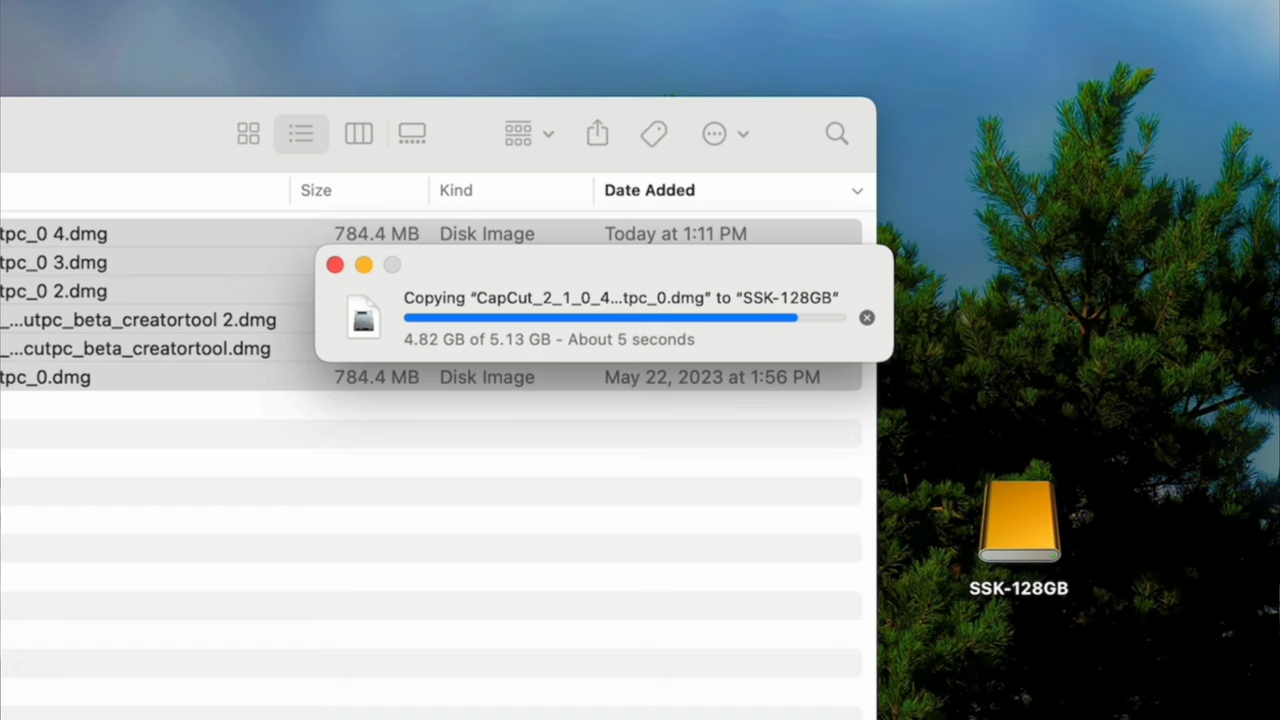 Size Kind Date Added
tpc_0 4.dmg 784.4 MB Disk Image Today at 1:11 PM
tpc_0 3.dmg
tpc_0 2.dmg
_...utpc_beta_creatortool 2.dmg
_...cutpc_beta_creatortool.dmg
tpc_0.dmg 784.4 MB Disk Image May 22, 2023 at 1:56 PM
Copying “CapCut_2_1_0_4...tpc_0.dmg” to “SSK-128GB”
4.82 GB of 5.13 GB - About 5 seconds
SSK-128GB